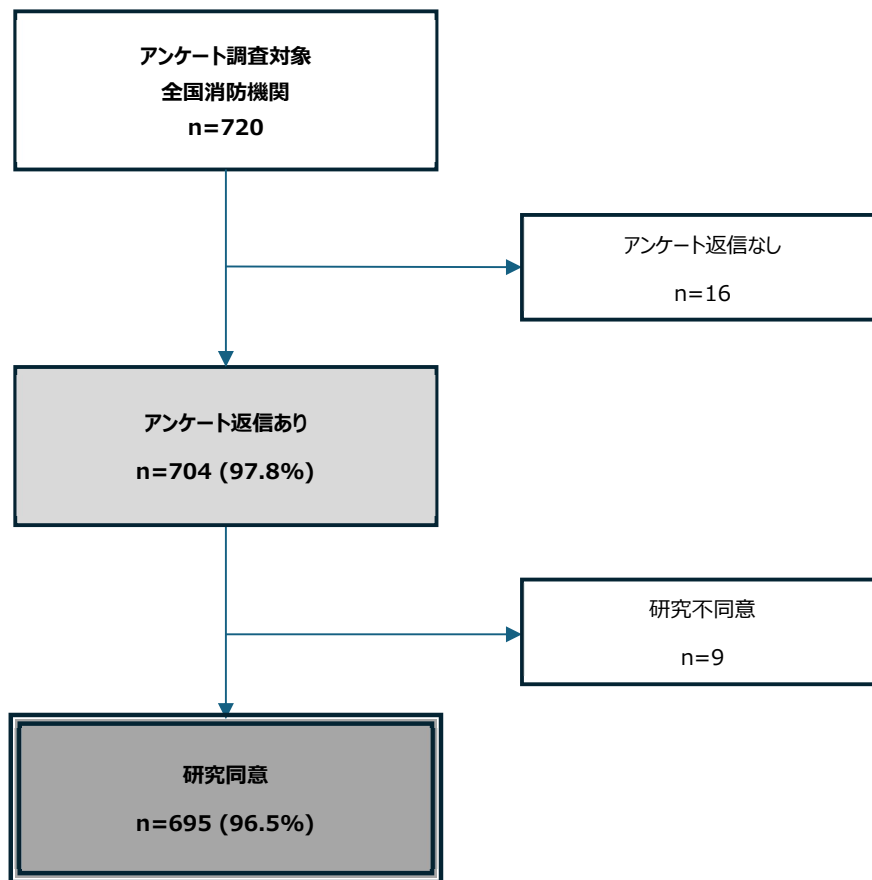 アンケート調査対象
全国消防機関
n=720
アンケート返信なし
n=16
アンケート返信あり
n=704 (97.8%)
研究不同意
n=9
研究同意
n=695 (96.5%)